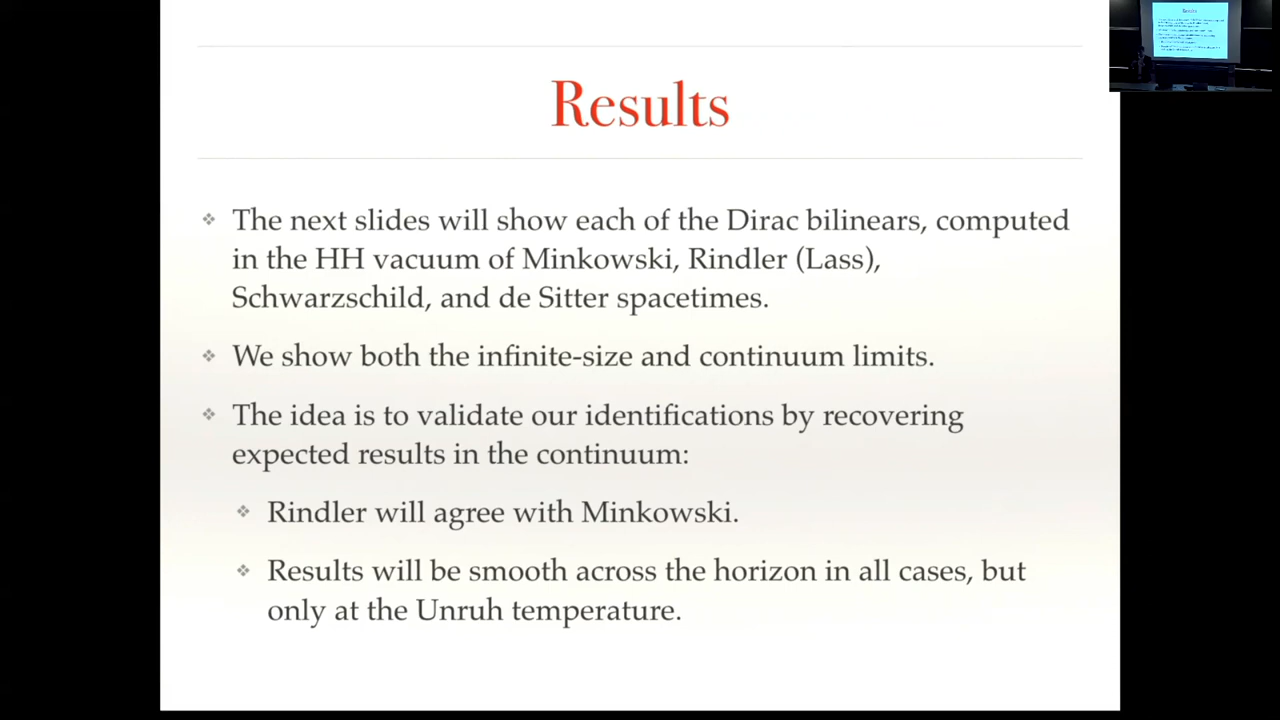 Results
The next slides will show each of the Dirac bilinears, computed
in the HH vacuum of Minkowski, Rindler (Lass),
Schwarzschild, and de Sitter spacetimes.
We show both the infinite-size and continuum limits.
The idea is to validate our identifications by recovering
expected results in the continuum:
Rindler will agree with Minkowski.
Results will be smooth across the horizon in all cases, but
only at the Unruh temperature.
Results